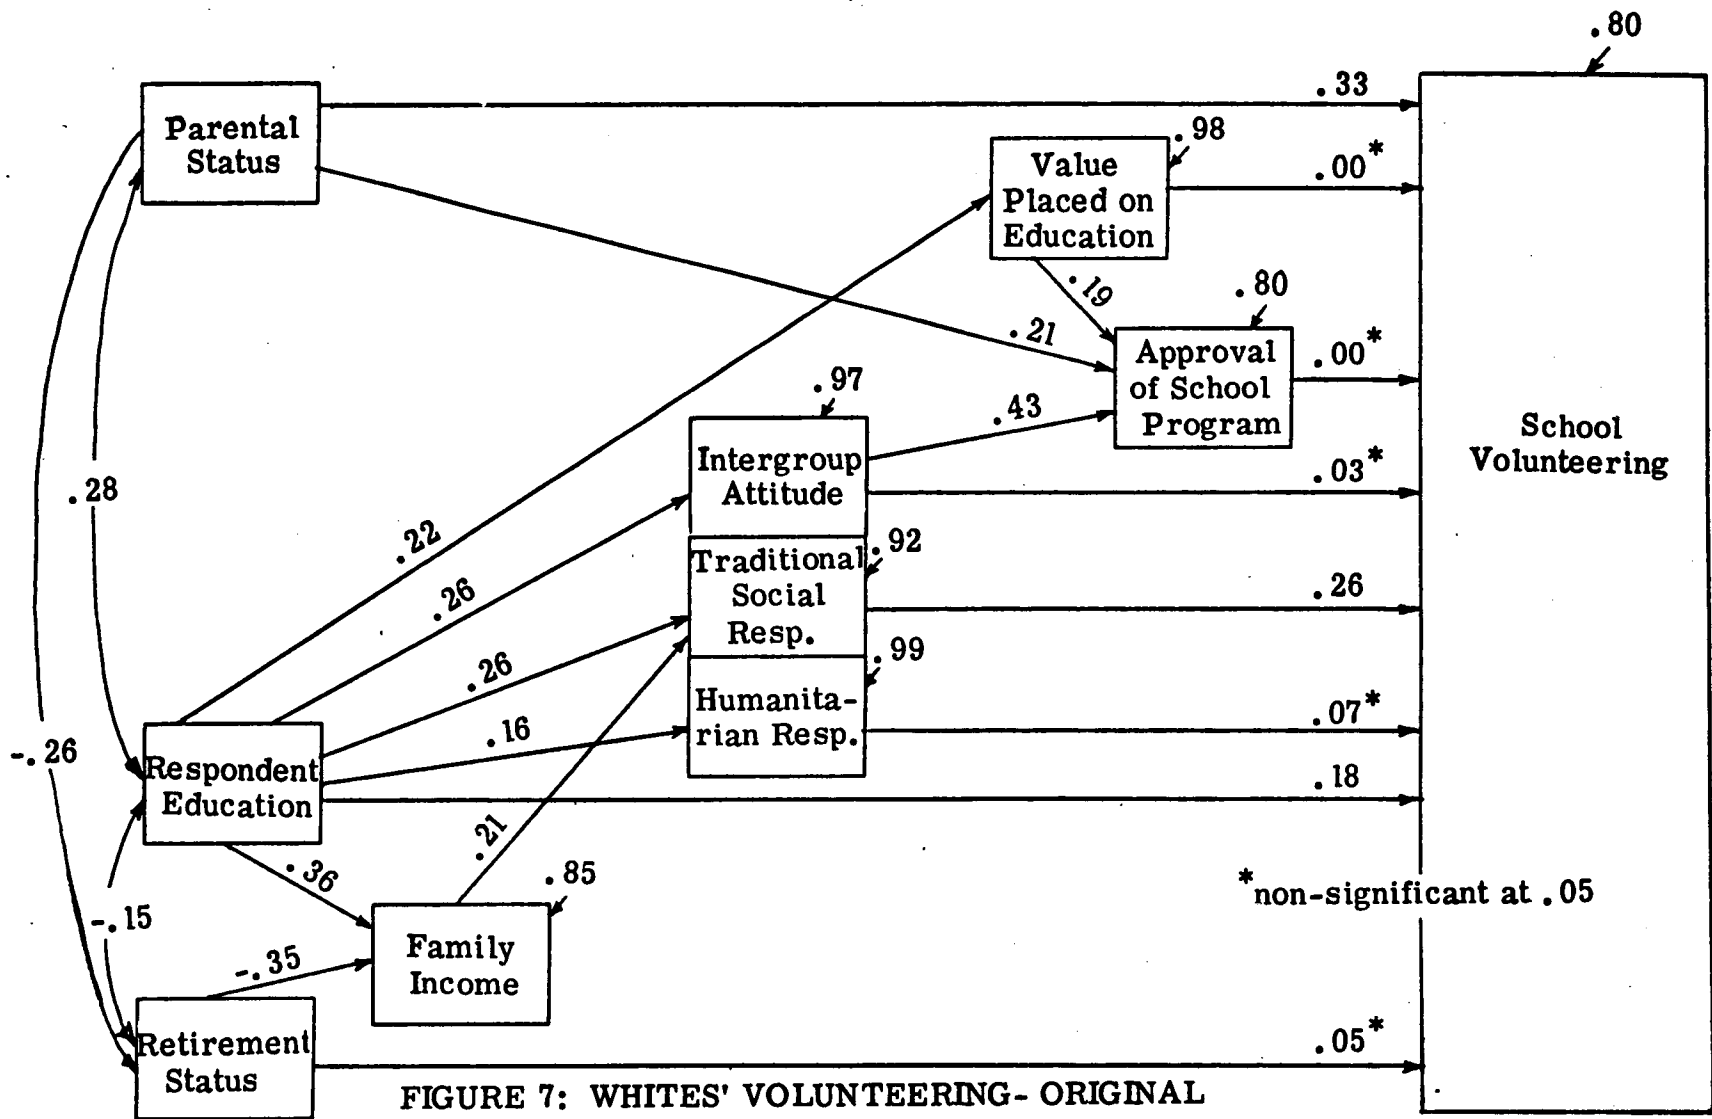 .80
.33
Parental
Status
.98
Value
Placed on
Education
.00*
.19
.80
.21
Approval
of School
Program
.00*
.97
.43
School
Volunteering
Intergroup
Attitude
.03*
.28
.22
.26
.92
Traditional
Social
Resp.
.26
.26
.99
Humanita-
rian Resp.
.07*
.16
-.26
Respondent
Education
.18
.21
.36
.85
*non-significant at .05
-.15
Family
Income
-.35
Retirement
Status
.05*
FIGURE 7: WHITES' VOLUNTEERING- ORIGINAL